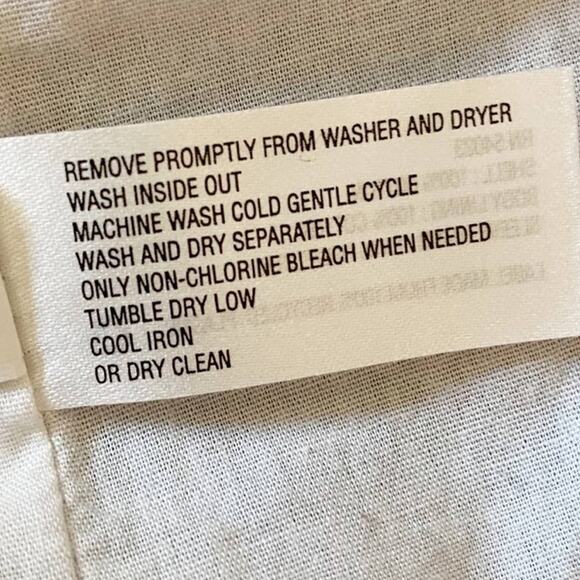 REMOVE PROMPTLY FROM WASHER AND DRYER
WASH INSIDE OUT
MACHINE WASH COLD GENTLE CYCLE
WASH AND DRY SEPARATELY
ONLY NON-CHLORINE BLEACH WHEN NEEDED
TUMBLE DRY LOW
COOL IRON
OR DRY CLEAN